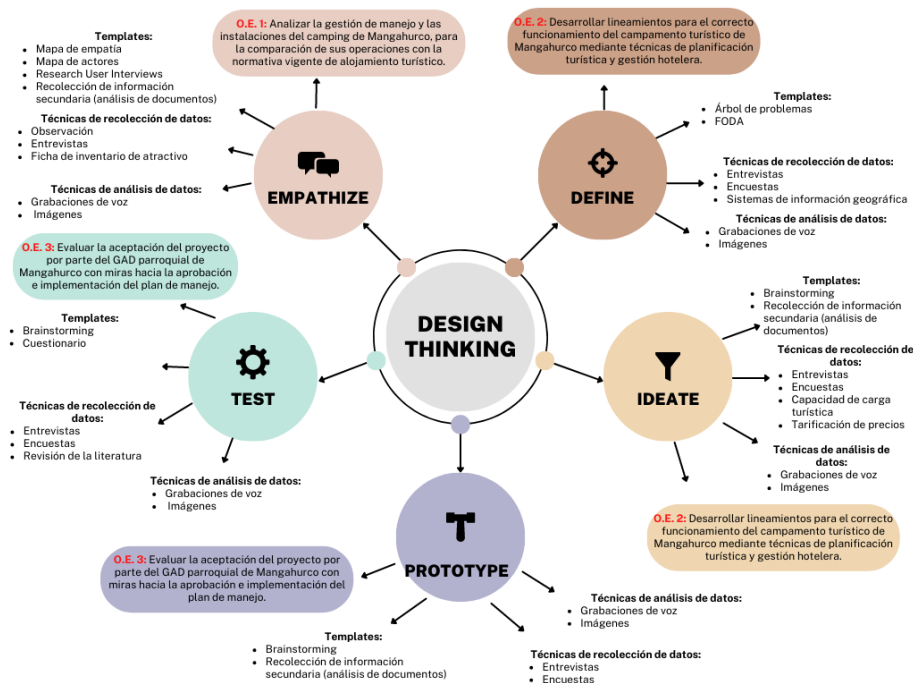 O.E. 1: Analizar la gestión de manejo y las
instalaciones del camping de Mangahurco, para
la comparación de sus operaciones con la
normativa vigente de alojamiento turístico.
Templates:
• Mapa de empatía
• Mapa de actores
• Research User Interviews
• Recolección de información
secundaria (análisis de documentos)
Técnicas de recolección de datos:
• Observación
• Entrevistas
• Ficha de inventario de atractivo
Técnicas de análisis de datos:
• Grabaciones de voz
• Imágenes
EMPATHIZE
O.E. 2: Desarrollar lineamientos para el correcto
funcionamiento del campamento turístico de
Mangahurco mediante técnicas de planificación
turística y gestión hotelera.
Templates:
• Árbol de problemas
• FODA
Técnicas de recolección de datos:
• Entrevistas
• Encuestas
• Sistemas de información geográfica
Técnicas de análisis de datos:
• Grabaciones de voz
• Imágenes
DEFINE
DESIGN
THINKING
Templates:
• Brainstorming
• Recolección de información
secundaria (análisis de
documentos)
Técnicas de recolección de
datos:
• Entrevistas
• Encuestas
• Capacidad de carga
turística
• Tarificación de precios
Técnicas de análisis de
datos:
• Grabaciones de voz
• Imágenes
IDEATE
O.E. 2: Desarrollar lineamientos para el correcto
funcionamiento del campamento turístico de
Mangahurco mediante técnicas de planificación
turística y gestión hotelera.
O.E. 3: Evaluar la aceptación del proyecto
por parte del GAD parroquial de
Mangahurco con miras hacia la aprobación
e implementación del plan de manejo.
Templates:
• Brainstorming
• Cuestionario
Técnicas de recolección de
datos:
• Entrevistas
• Encuestas
• Revisión de la literatura
Técnicas de análisis de datos:
• Grabaciones de voz
• Imágenes
TEST
PROTOTYPE
O.E. 3: Evaluar la aceptación del proyecto por
parte del GAD parroquial de Mangahurco con
miras hacia la aprobación e implementación del
plan de manejo.
Templates:
• Brainstorming
• Recolección de información
secundaria (análisis de documentos)
Técnicas de análisis de datos:
• Grabaciones de voz
• Imágenes
Técnicas de recolección de datos:
• Entrevistas
• Encuestas